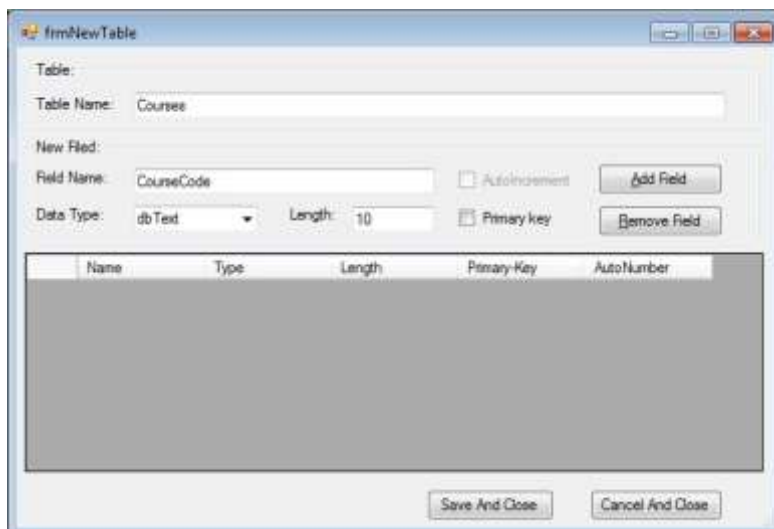 frmNewTable
Table:
Table Name: Courses
New Filed:
Field Name: CourseCode AutoIncrement Add Field
Data Type: dbText Length: 10 Primary key Remove Field
Name Type Length Primary-Key AutoNumber
Save And Close Cancel And Close